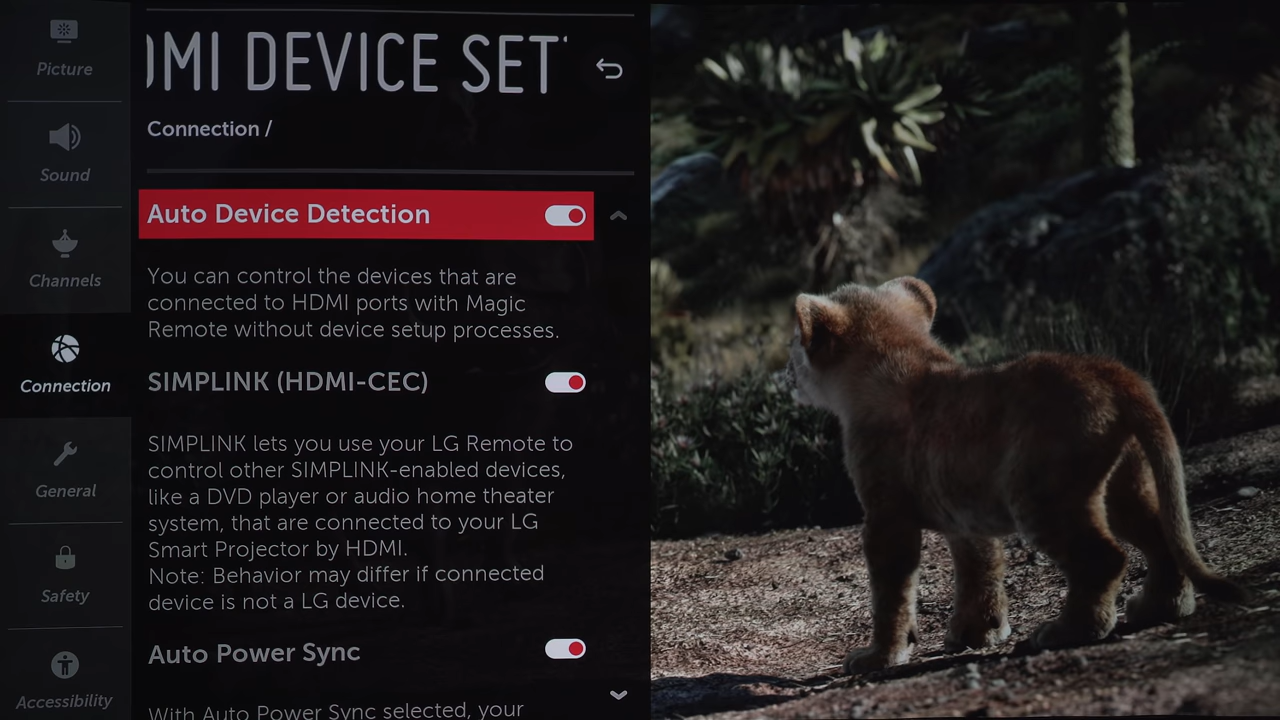 Picture
Sound
Channels
Connection
General
Safety
Accessibility
DMI DEVICE SET
Connection /
Auto Device Detection
You can control the devices that are
connected to HDMI ports with Magic
Remote without device setup processes.
SIMPLINK (HDMI-CEC)
SIMPLINK lets you use your LG Remote to
control other SIMPLINK-enabled devices,
like a DVD player or audio home theater
system, that are connected to your LG
Smart Projector by HDMI.
Note: Behavior may differ if connected
device is not a LG device.
Auto Power Sync
With Auto Power Sync selected, your